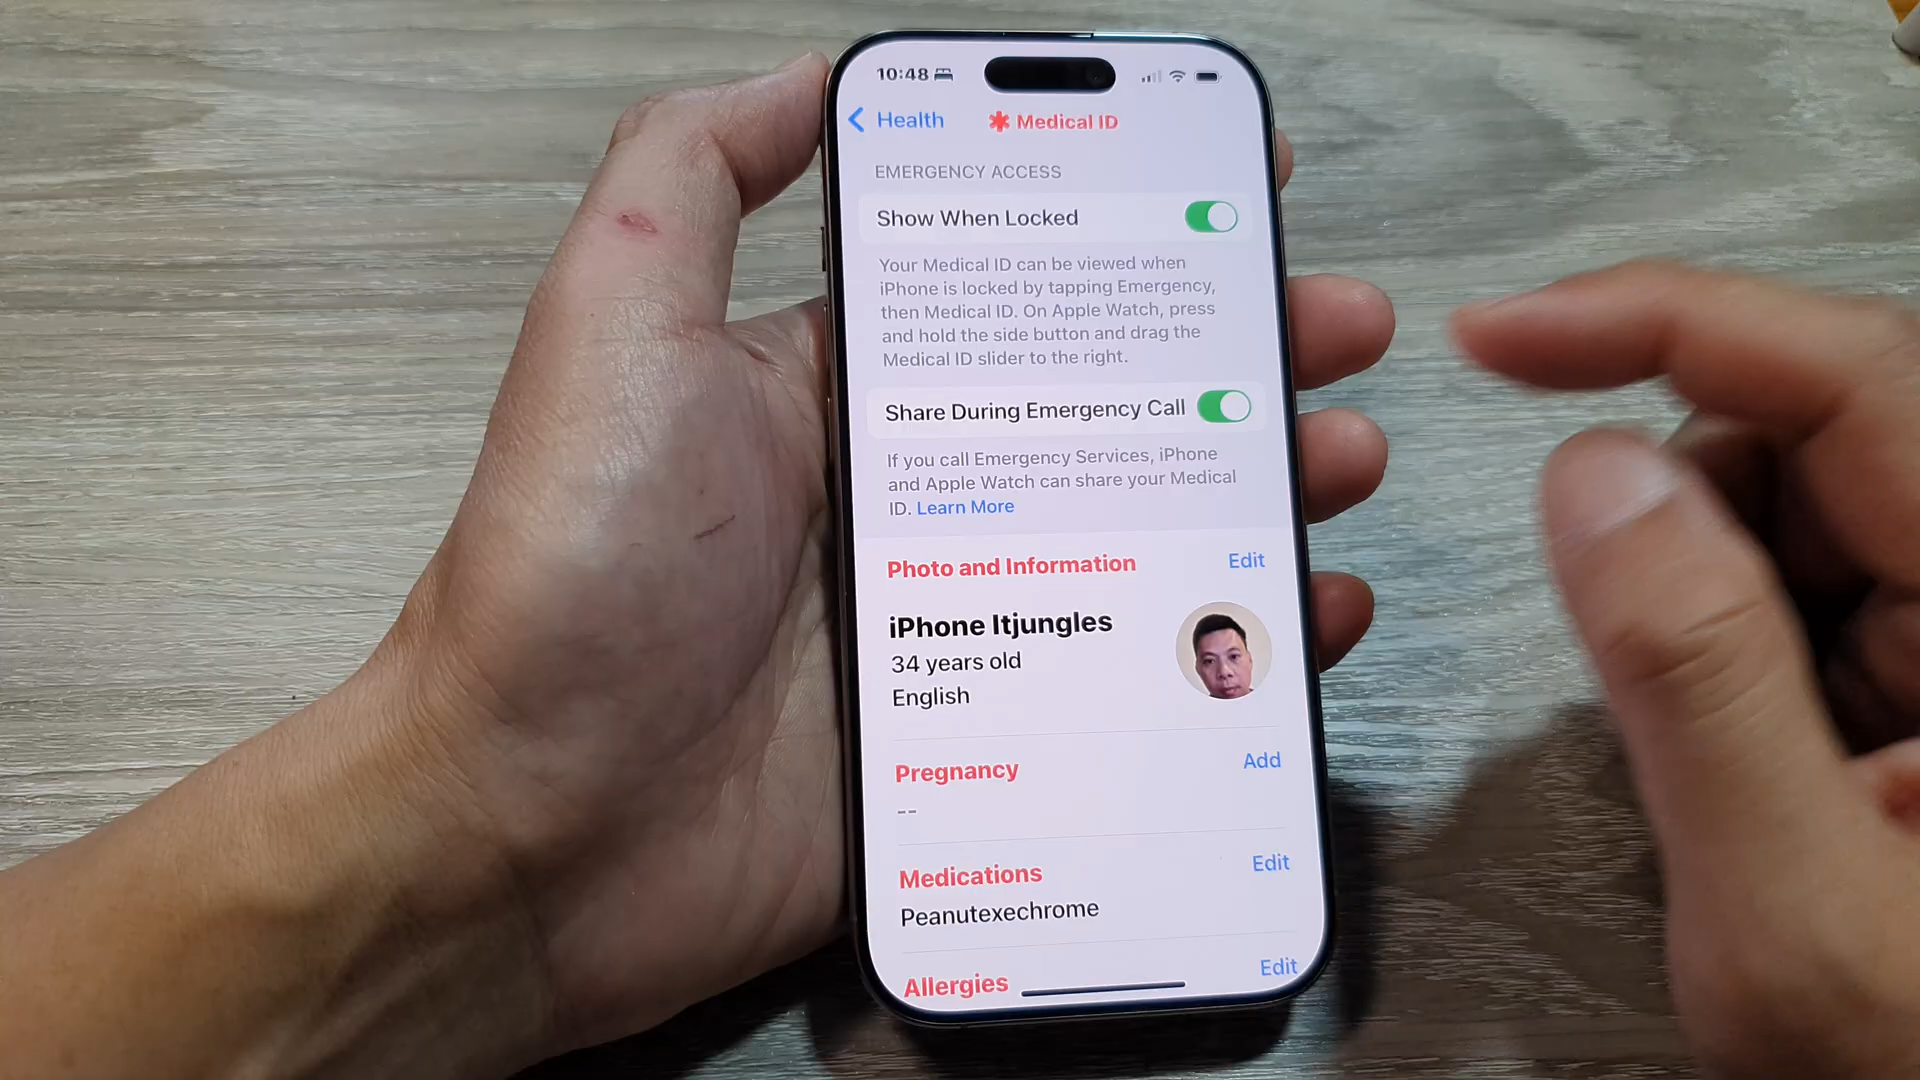 10:48
Health
Medical ID
EMERGENCY ACCESS
Show When Locked
Your Medical ID can be viewed when
iPhone is locked by tapping Emergency,
then Medical ID. On Apple Watch, press
and hold the side button and drag the
Medical ID slider to the right.
Share During Emergency Call
If you call Emergency Services, iPhone
and Apple Watch can share your Medical
ID. Learn More
Photo and Information Edit
iPhone Itjungles
34 years old
English
Pregnancy Add
--
Medications Edit
Peanutexechrome
Allergies Edit